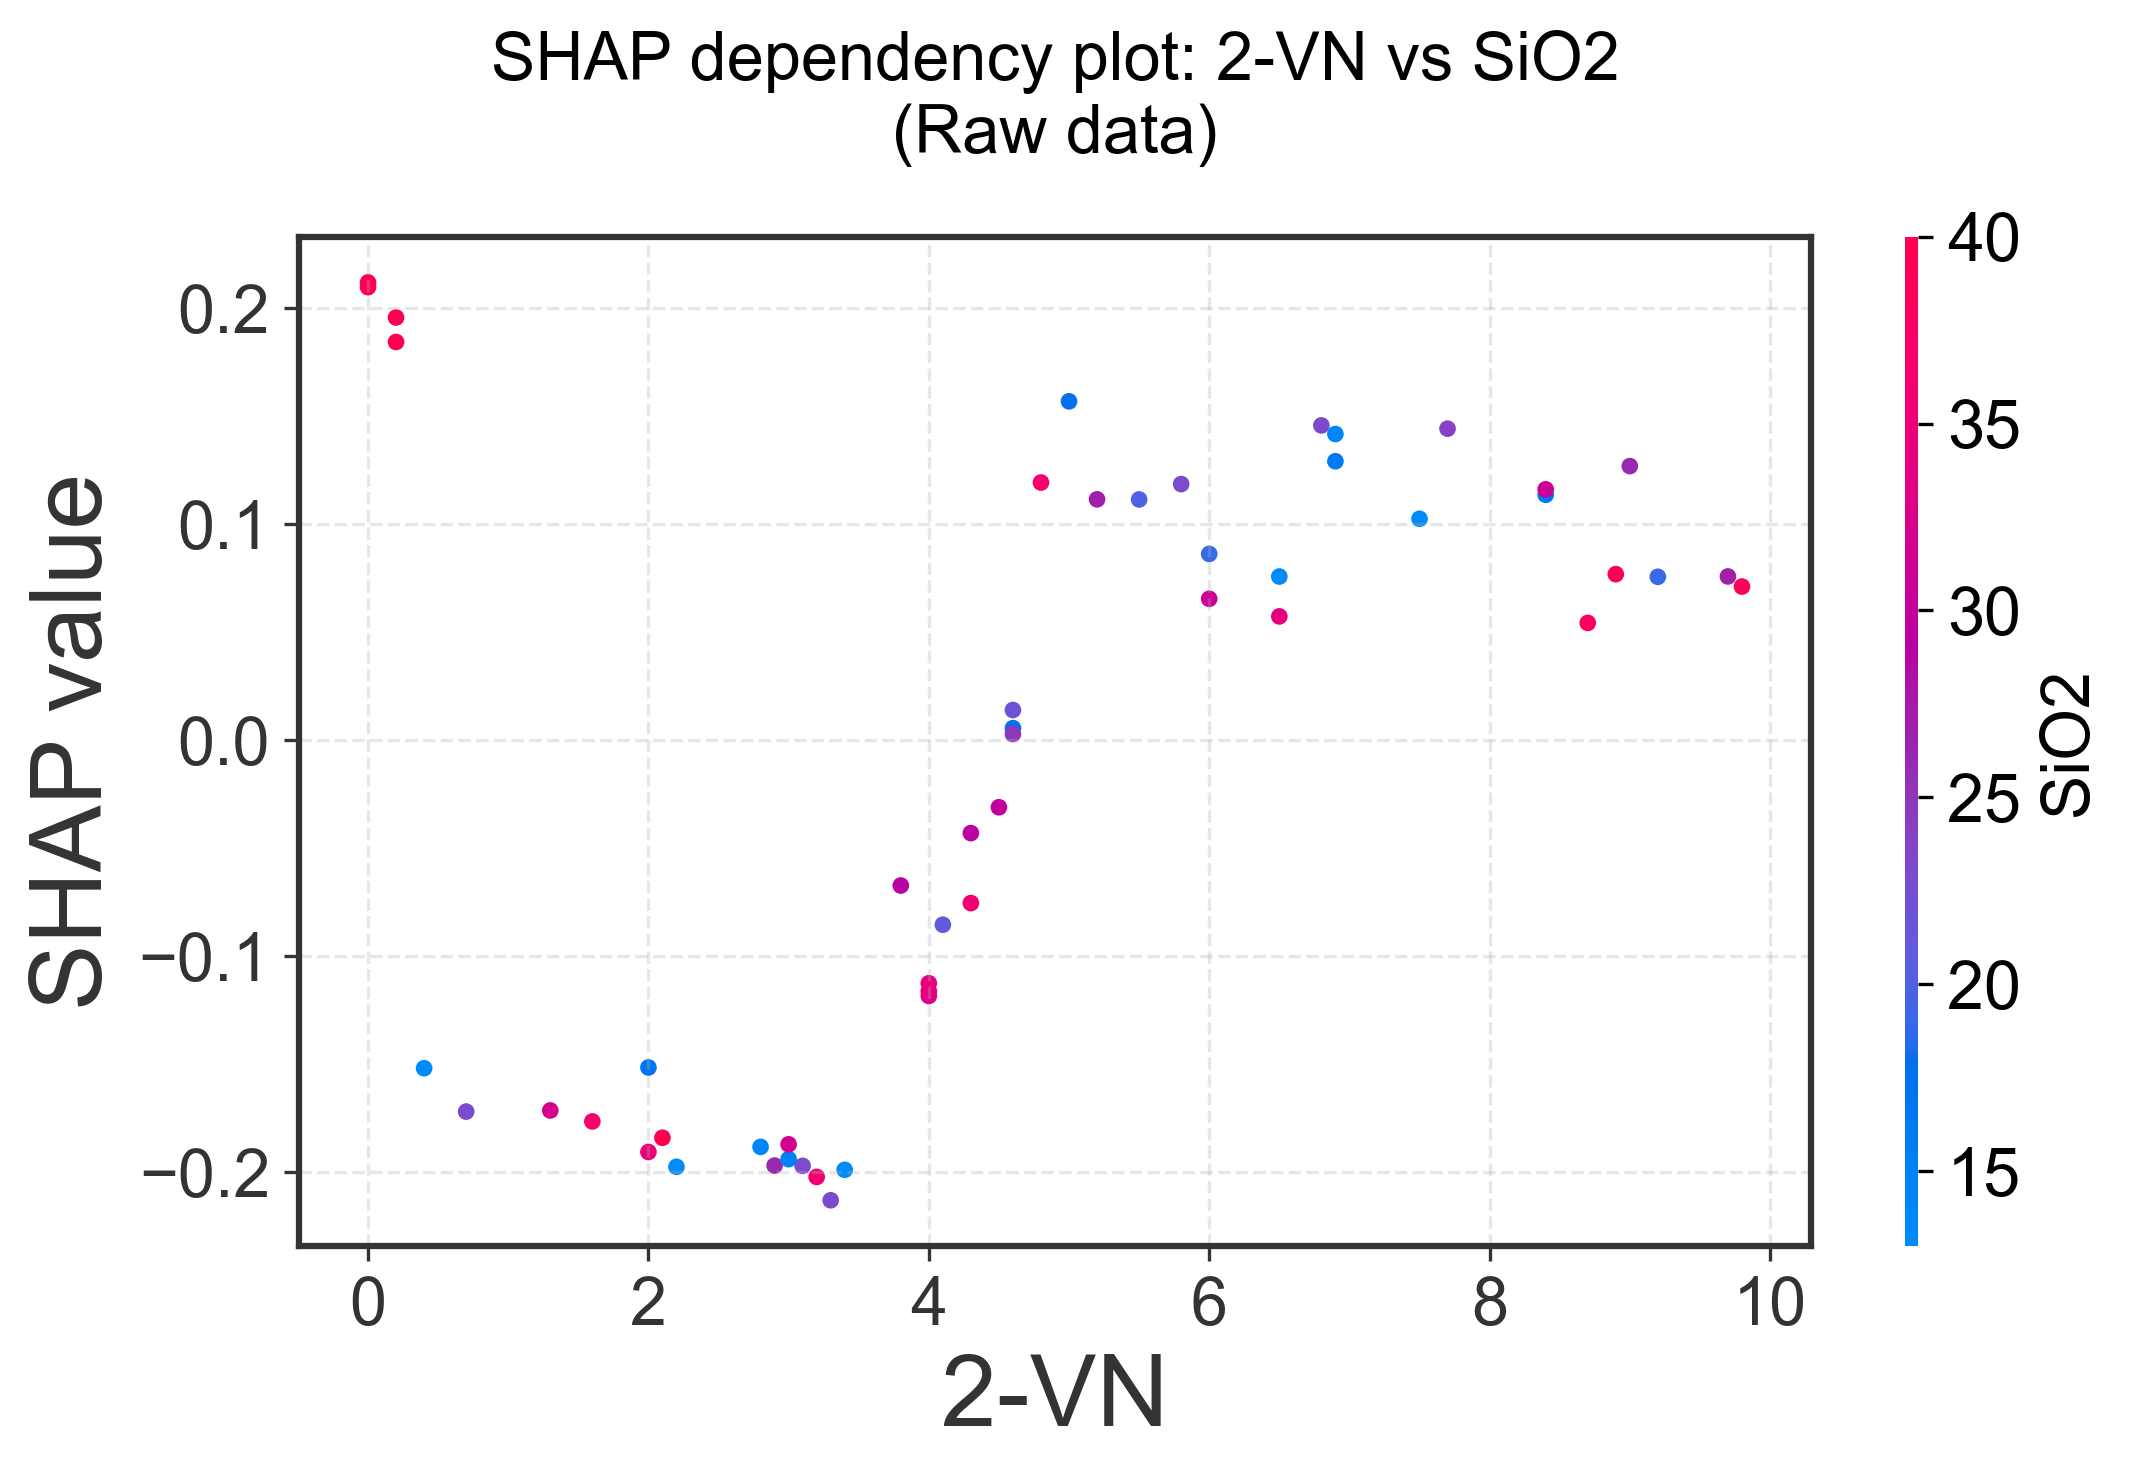 SHAP dependency plot: 2-VN vs SiO2
(Raw data)
SHAP value
0.2
0.1
0.0
−0.1
−0.2
0 2 4 6 8 10
2-VN
40
35
30
25
20
15
SiO2